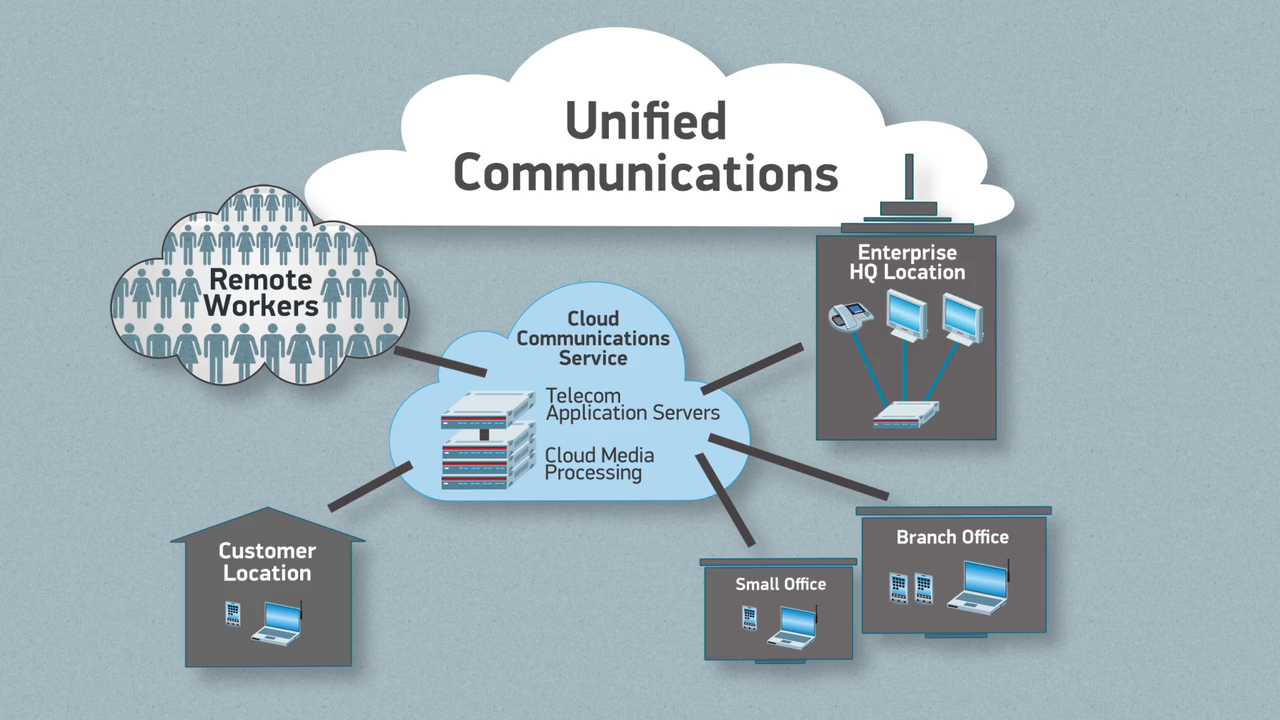 Unified
Communications
Remote
Workers
Enterprise
HQ Location
Cloud
Communications
Service
Telecom
Application Servers
Cloud Media
Processing
Customer
Location
Small Office
Branch Office